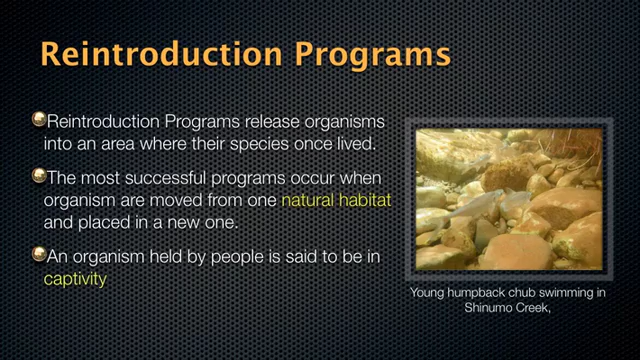 Reintroduction Programs
Reintroduction Programs release organisms
into an area where their species once lived.
The most successful programs occur when
organism are moved from one natural habitat
and placed in a new one.
An organism held by people is said to be in
captivity
Young humpback chub swimming in
Shinumo Creek,